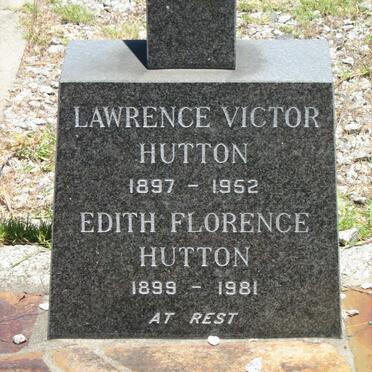 LAWRENCE VICTOR
HUTTON
1897 - 1952
EDITH FLORENCE
HUTTON
1899 - 1981
AT REST